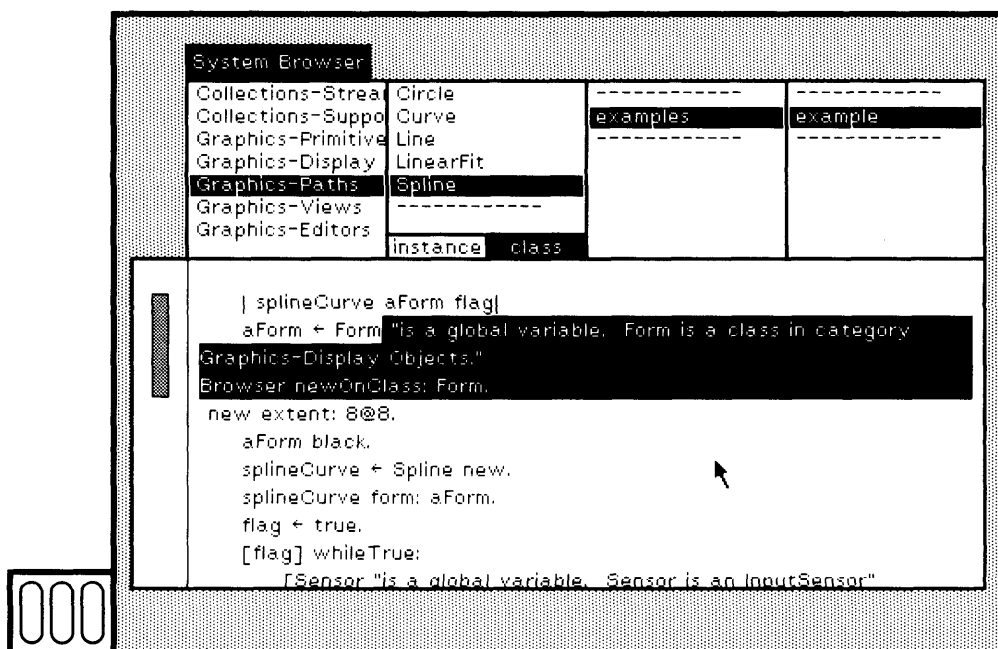 System Browser
Collections-Strea
Collections-Suppo
Graphics-Primitive
Graphics-Display
Graphics-Paths
Graphics-Views
Graphics-Editors
Circle
Curve
Line
LinearFit
Spline
-------------
instance
class
-------------
examples
-------------
-------------
example
-------------
| splineCurve aForm flag|
aForm ← Form "is a global variable.  Form is a class in category
Graphics-Display Objects."
Browser newOnClass: Form.
new extent: 8@8.
aForm black.
splineCurve ← Spline new.
splineCurve form: aForm.
flag ← true.
[flag] whileTrue:
[Sensor "is a global variable.  Sensor is an InputSensor"